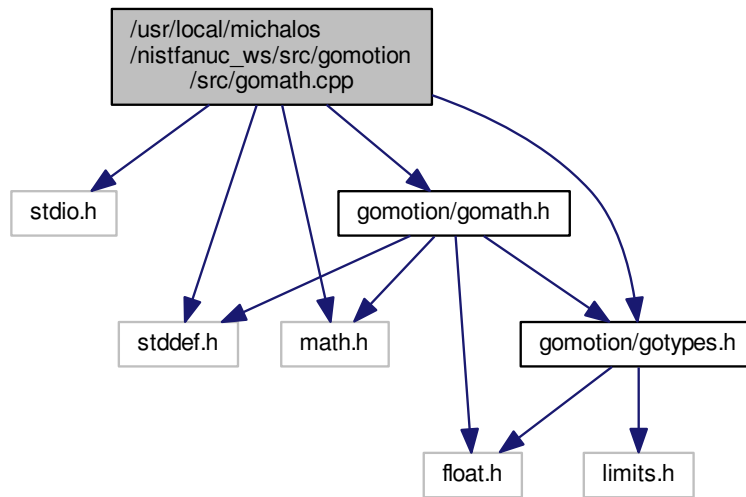 /usr/local/michalos
/nistfanuc_ws/src/gomotion
/src/gomath.cpp
stdio.h
gomotion/gomath.h
stddef.h
math.h
gomotion/gotypes.h
float.h
limits.h